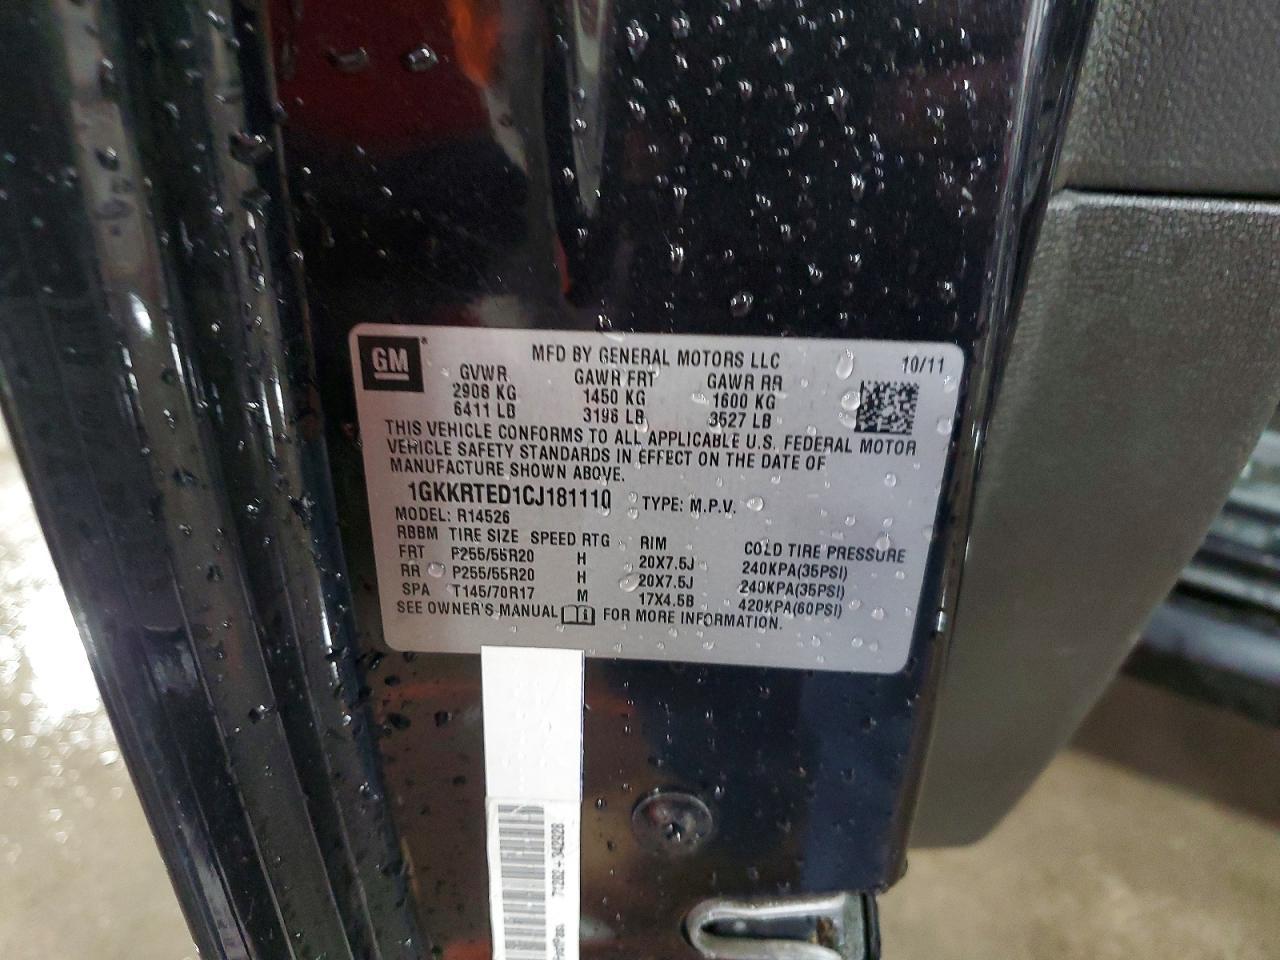 GM
®
MFD BY GENERAL MOTORS LLC 10/11
GVWR GAWR FRT GAWR RR
2908 KG 1450 KG 1600 KG
6411 LB 3196 LB 3527 LB
THIS VEHICLE CONFORMS TO ALL APPLICABLE U.S. FEDERAL MOTOR
VEHICLE SAFETY STANDARDS IN EFFECT ON THE DATE OF
MANUFACTURE SHOWN ABOVE.
1GKKRTED1CJ181110 TYPE: M.P.V.
MODEL: R14526
RBBM TIRE SIZE SPEED RTG RIM COLD TIRE PRESSURE
FRT P255/55R20 H 20X7.5J 240KPA(35PSI)
RR P255/55R20 H 20X7.5J 240KPA(35PSI)
SPA T145/70R17 M 17X4.5B 420KPA(60PSI)
SEE OWNER'S MANUAL FOR MORE INFORMATION.
71282-342928